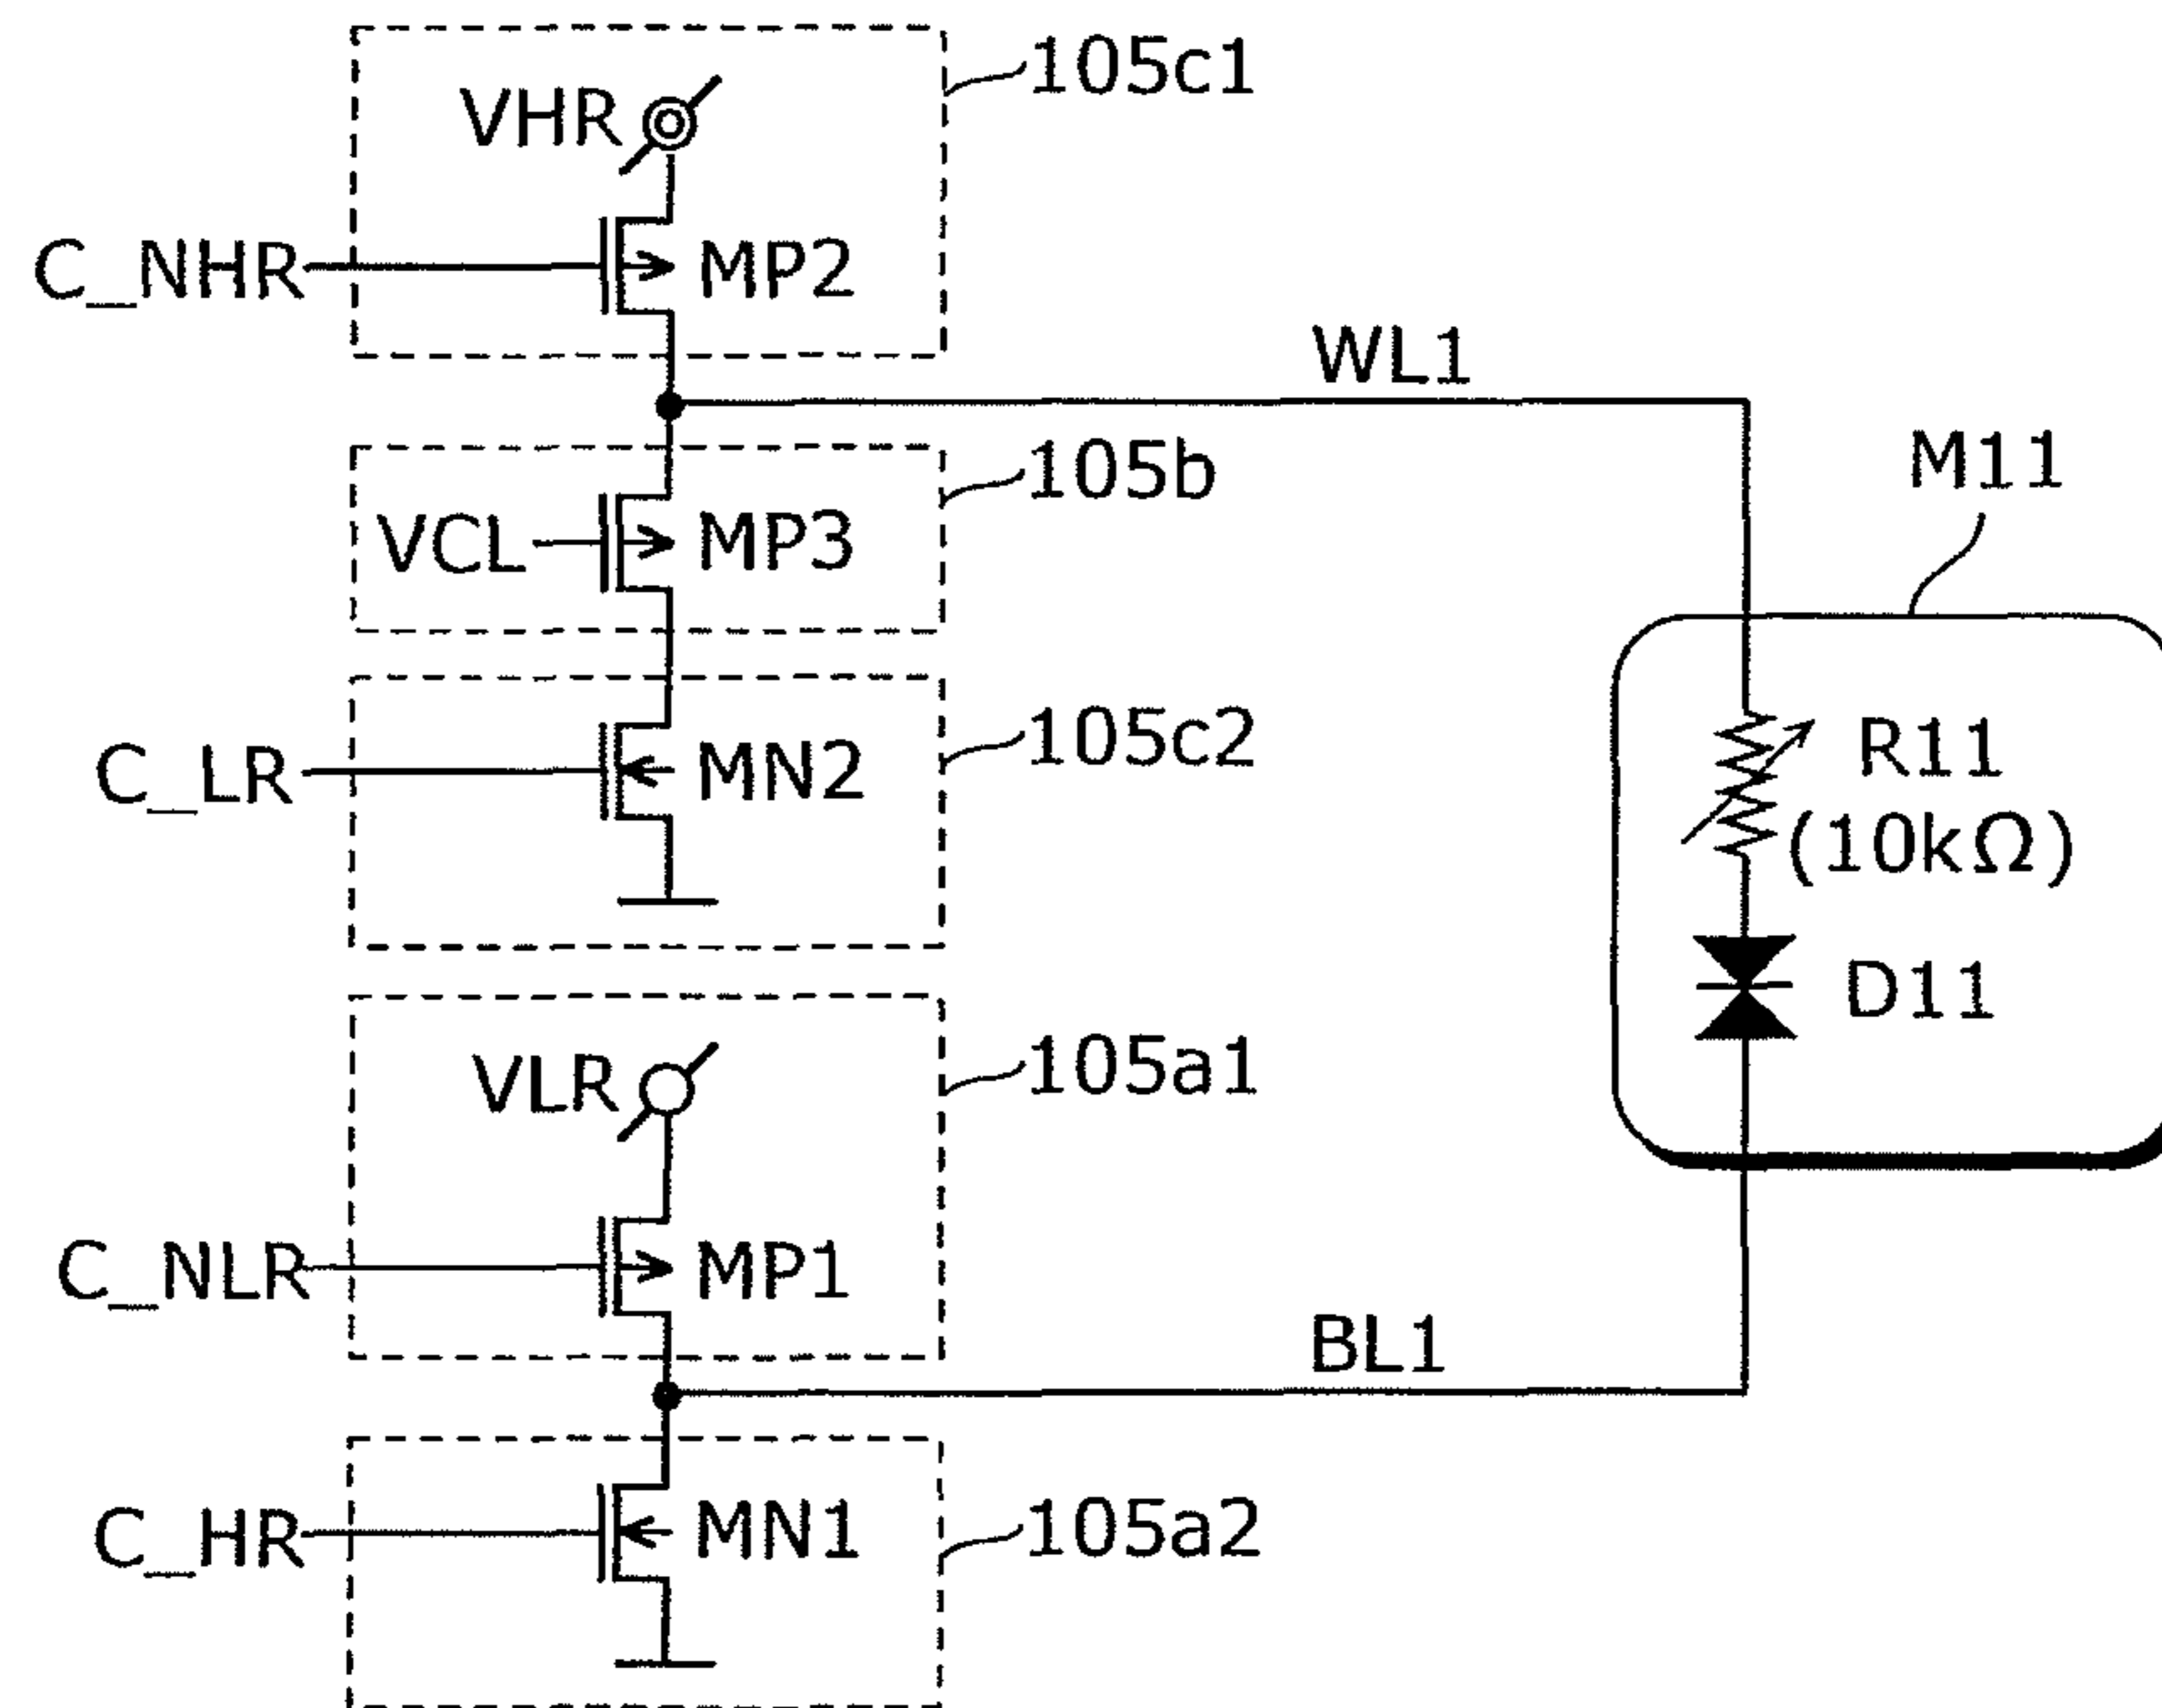 105c1
VHR
C_NHR
MP2
WL1
105b
M11
VCL
MP3
105c2
R11
C_LR
MN2
(10kΩ)
D11
105a1
VLR
C_NLR
MP1
BL1
105a2
C_HR
MN1